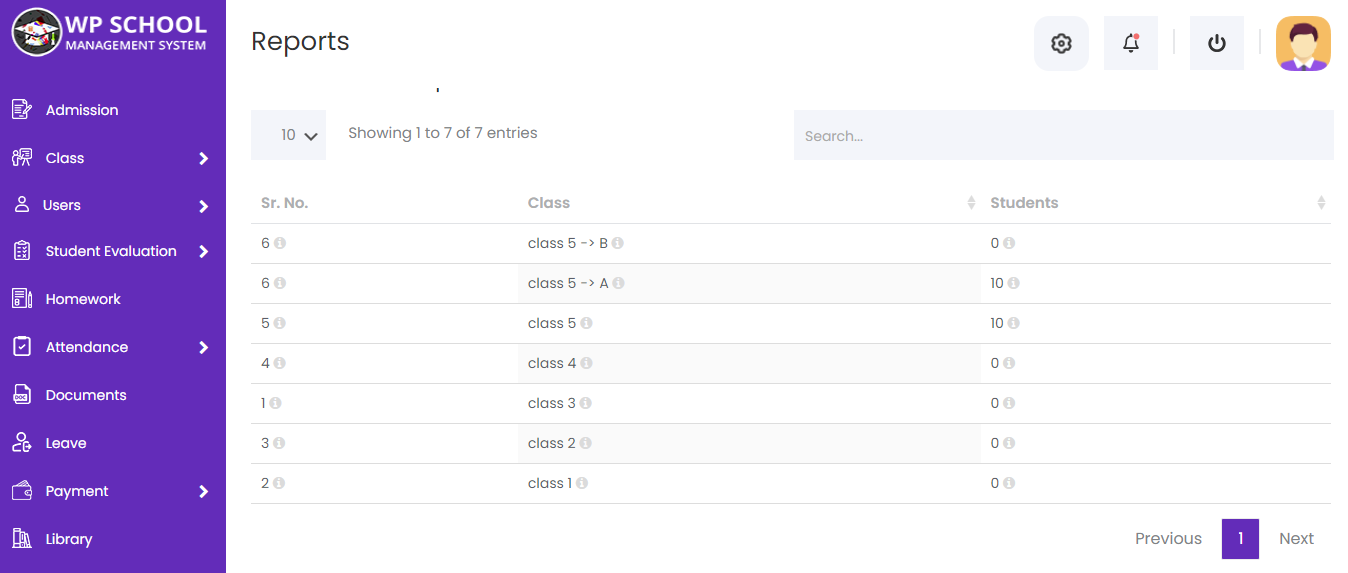 WP SCHOOL
MANAGEMENT SYSTEM
Admission
Class
Users
Student Evaluation
Homework
DOC
Attendance
Documents
Leave
Payment
Library
Reports
10
Showing 1 to 7 of 7 entries
Search...
Sr. No. Class Students
6 class 5 -> B 0
6 class 5 -> A 10
5 class 5 10
4 class 4 0
1 class 3 0
3 class 2 0
2 class 1 0
Previous 1 Next